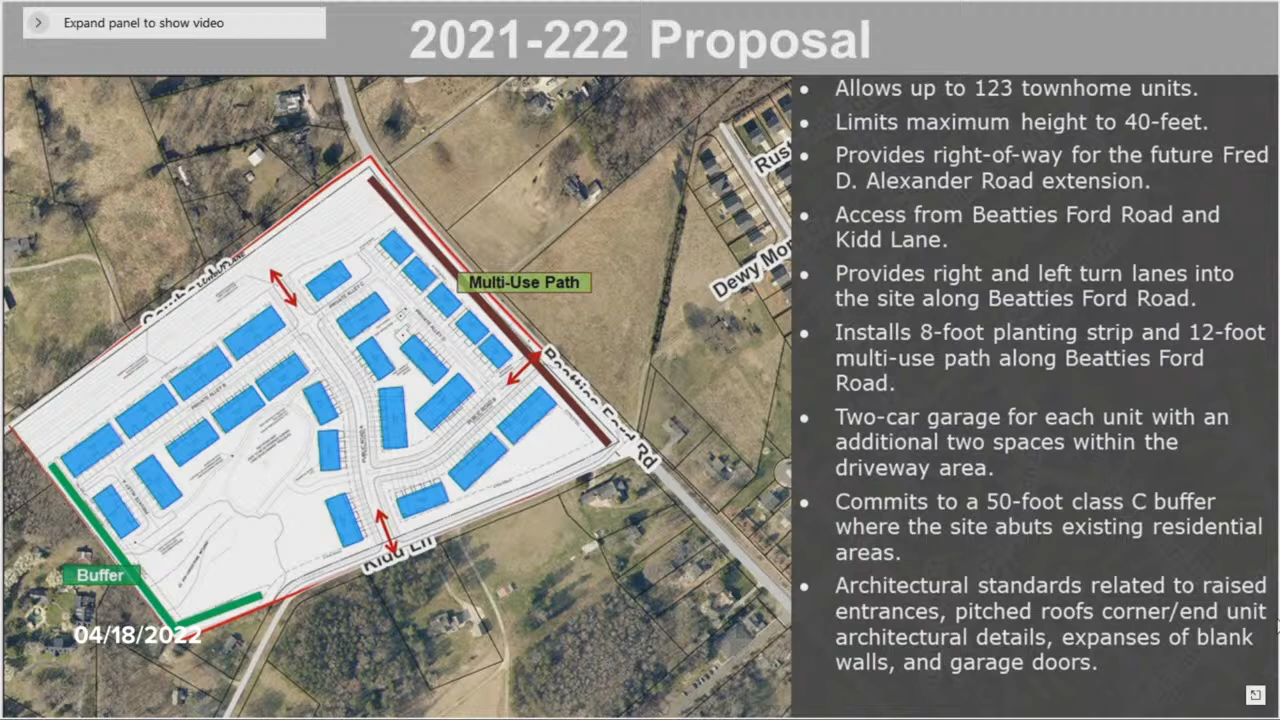 Expand panel to show video
2021-222 Proposal
Allows up to 123 townhome units.
Limits maximum height to 40-feet.
Provides right-of-way for the future Fred
D. Alexander Road extension.
Access from Beatties Ford Road and
Kidd Lane.
Provides right and left turn lanes into
the site along Beatties Ford Road.
Installs 8-foot planting strip and 12-foot
multi-use path along Beatties Ford
Road.
Two-car garage for each unit with an
additional two spaces within the
driveway area.
Commits to a 50-foot class C buffer
where the site abuts existing residential
areas.
Architectural standards related to raised
entrances, pitched roofs corner/end unit
architectural details, expanses of blank
walls, and garage doors.
Multi-Use Path
Beatties Ford Rd
Kidd Ln
Buffer
04/18/2022